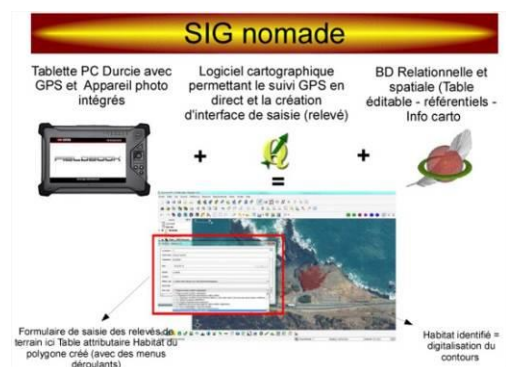 SIG nomade
Tablette PC Durcie avec
GPS et Appareil photo
intégrés
Logiciel cartographique
permettant le suivi GPS en
direct et la création
d'interface de saisie (relevé)
BD Relationnelle et
spatiale (Table
éditable - référentiels -
Info carto
FIELDBOOK
+
+
=
Formulaire de saisie des relevés de
terrain ici Table attributaire Habitat du
polygone créé (avec des menus
déroulants)
Habitat identifié =
digitalisation du
contours